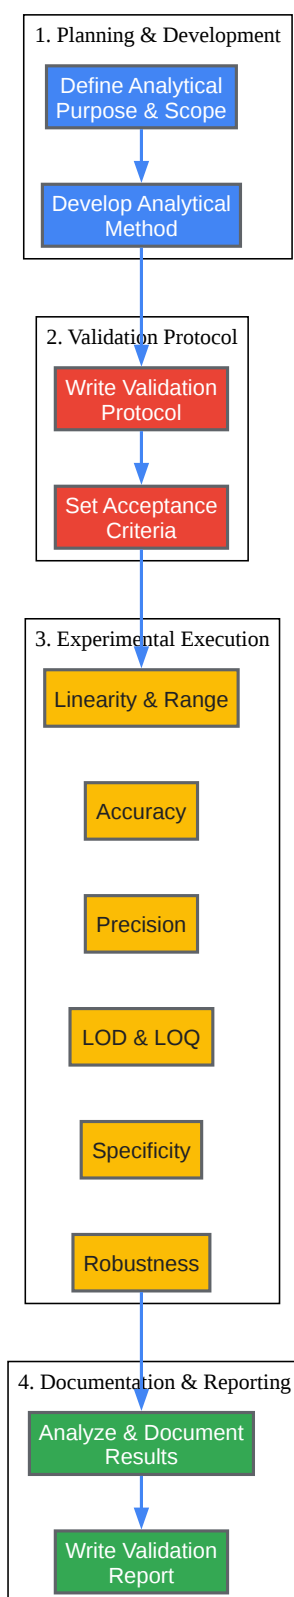 1. Planning & Development
Define Analytical
Purpose & Scope
Develop Analytical
Method
2. Validation Protocol
Write Validation
Protocol
Set Acceptance
Criteria
3. Experimental Execution
Linearity & Range
Accuracy
Precision
LOD & LOQ
Specificity
Robustness
4. Documentation & Reporting
Analyze & Document
Results
Write Validation
Report